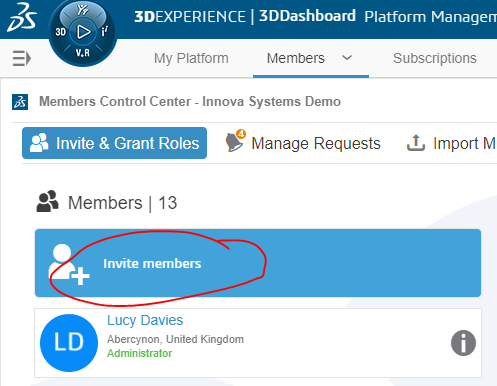 3DEXPERIENCE | 3DDashboard Platform Managem
3D V.R i
My Platform Members Subscriptions
Members Control Center - Innova Systems Demo
Invite & Grant Roles 4 Manage Requests Import M
Members | 13
Invite members
LD Lucy Davies
Abercynon, United Kingdom
Administrator
i